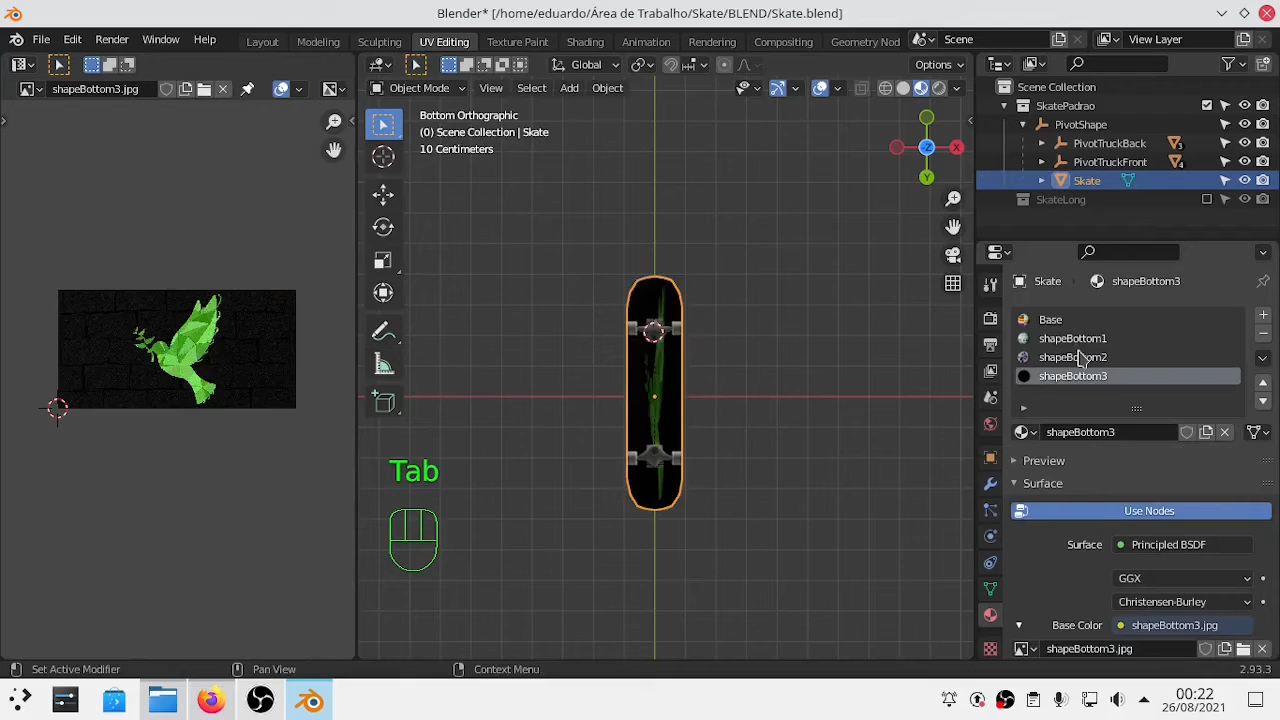 Blender* [/home/eduardo/Área de Trabalho/Skate/BLEND/Skate.blend]
File Edit Render Window Help Layout Modeling Sculpting UV Editing Texture Paint Shading Animation Rendering Compositing Geometry Nod Scene View Layer
Global Options
shapeBottom3.jpg Object Mode View Select Add Object
Scene Collection
SkatePadrao
PivotShape
PivotTruckBack 3
PivotTruckFront 4
Skate
SkateLong
Bottom Orthographic
(0) Scene Collection | Skate
10 Centimeters
-Z X Y
Skate shapeBottom3
Base
shapeBottom1
shapeBottom2
shapeBottom3
shapeBottom3
Preview
Surface
Use Nodes
Surface Principled BSDF
GGX
Christensen-Burley
Base Color shapeBottom3.jpg
shapeBottom3.jpg
Tab
Set Active Modifier Pan View Context Menu 2.93.3
00:22
26/08/2021